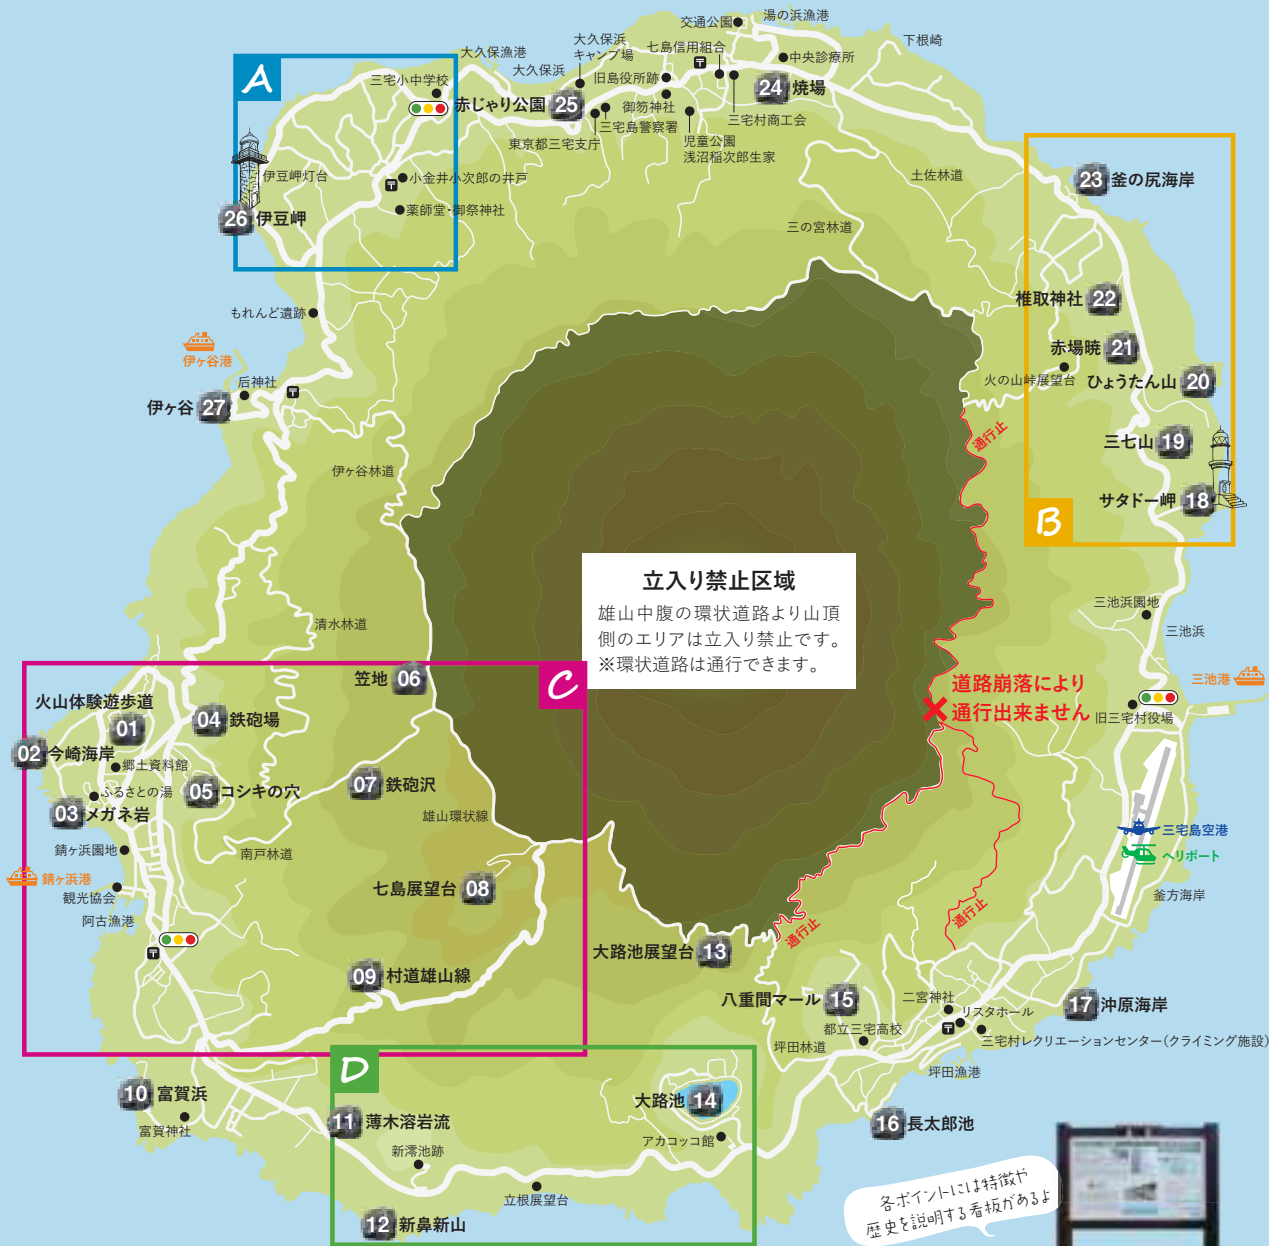 交通公園
湯の浜漁港
下根崎
大久保漁港
大久保浜
キャンプ場
七島信用組合
中央診療所
A
三宅小中学校
大久保浜
旧島役所跡
24 焼場
赤じゃり公園 25
御笏神社
三宅村商工会
三宅島警察署
東京都三宅支庁
児童公園
浅沼稲次郎生家
伊豆岬灯台
小金井小次郎の井戸
土佐林道
23 釜の尻海岸
26 伊豆岬
薬師堂・御祭神社
三の宮林道
椎取神社 22
もれんど遺跡
赤場暁 21
伊ヶ谷港
火の山峠展望台
ひょうたん山 20
后神社
伊ヶ谷 27
通行止
三七山 19
伊ヶ谷林道
サタドー岬 18
B
立入り禁止区域
雄山中腹の環状道路より山頂
側のエリアは立入り禁止です。
※環状道路は通行できます。
三池浜園地
清水林道
三池浜
笠地 06
C
三池港
道路崩落により
通行出来ません
旧三宅村役場
火山体験遊歩道
01
04 鉄砲場
02 今崎海岸
郷土資料館
ふるさとの湯
05 コシキの穴
07 鉄砲沢
03 メガネ岩
雄山環状線
三宅島空港
ヘリポート
錆ヶ浜園地
南戸林道
錆ヶ浜港
観光協会
七島展望台 08
釜方海岸
阿古漁港
通行止
通行止
大路池展望台 13
09 村道雄山線
八重間マール 15
二宮神社
リスタホール
17 沖原海岸
都立三宅高校
坪田林道
三宅村レクリエーションセンター(クライミング施設)
坪田漁港
D
10 富賀浜
大路池 14
11 薄木溶岩流
16 長太郎池
富賀神社
新澪池跡
アカコッコ館
立根展望台
12 新鼻新山
各ポイントには特徴や
歴史を説明する看板があるよ